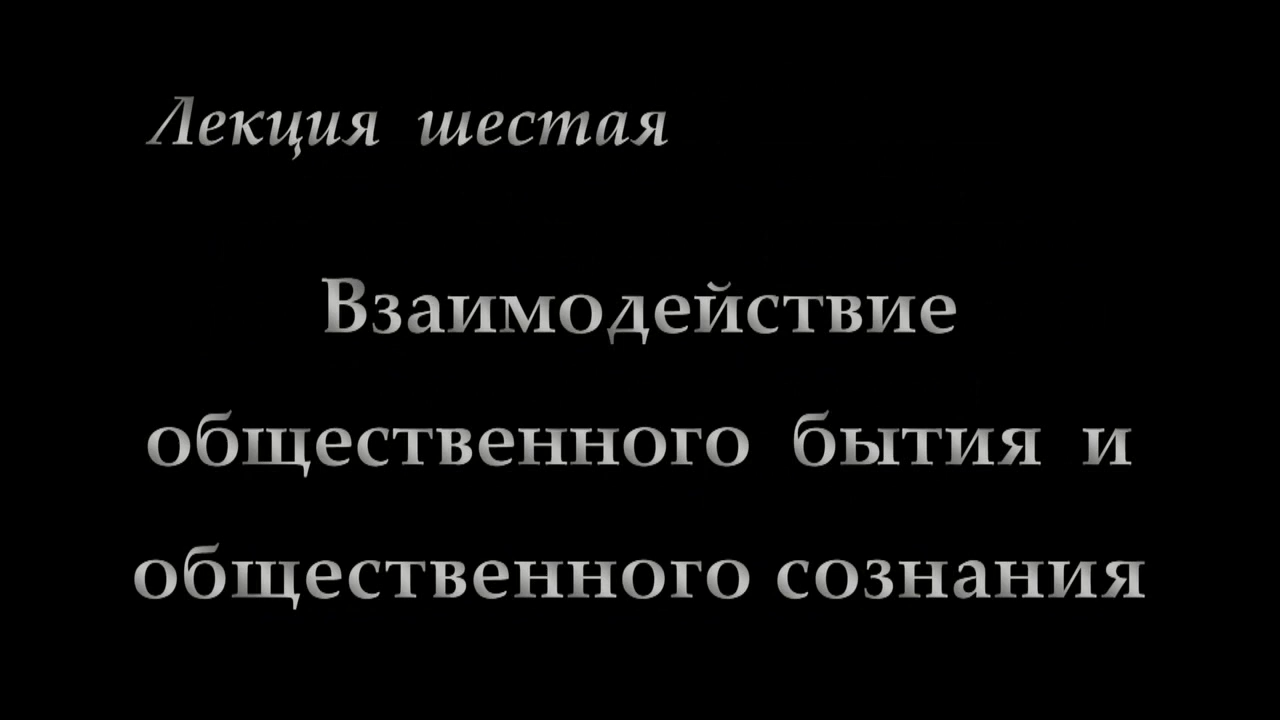 Лекция шестая
Взаимодействие
общественного бытия и
общественного сознания